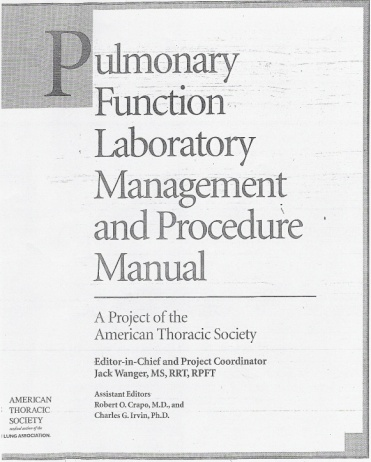 Pulmonary
Function
Laboratory
Management
and Procedure
Manual
A Project of the
American Thoracic Society
Editor-in-Chief and Project Coordinator
Jack Wanger, MS, RRT, RPFT
Assistant Editors
Robert O. Crapo, M.D., and
Charles G. Irvin, Ph.D.
AMERICAN
THORACIC
SOCIETY
LUNG ASSOCIATION.